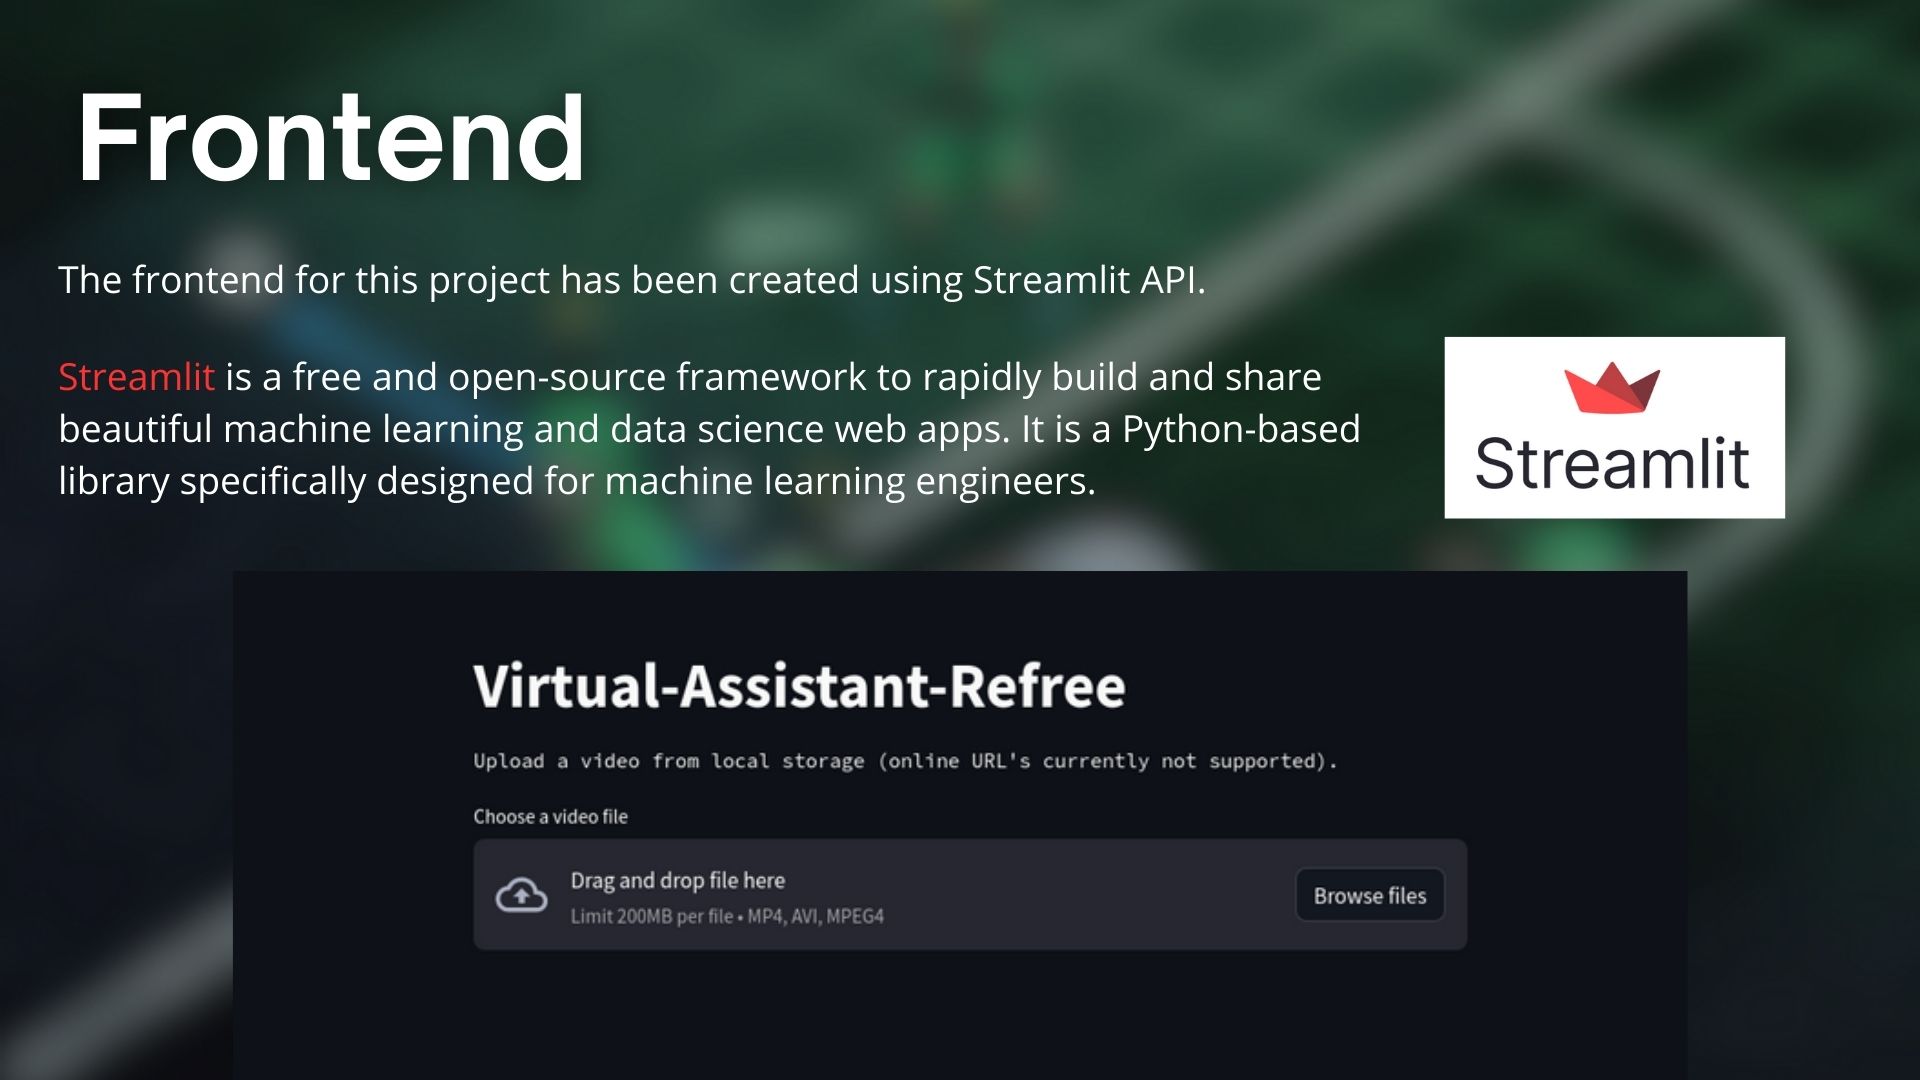 Frontend
The frontend for this project has been created using Streamlit API.
Streamlit is a free and open-source framework to rapidly build and share
beautiful machine learning and data science web apps. It is a Python-based
library specifically designed for machine learning engineers.
Streamlit
Virtual-Assistant-Refree
Upload a video from local storage (online URL's currently not supported).
Choose a video file
Drag and drop file here
Limit 200MB per file • MP4, AVI, MPEG4
Browse files